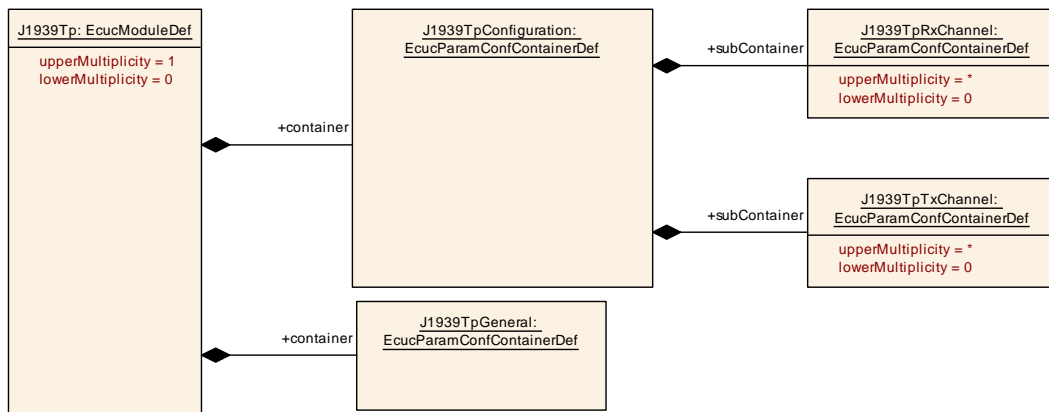 J1939Tp: EcucModuleDef
upperMultiplicity = 1
lowerMultiplicity = 0
+container
+container
J1939TpConfiguration:
EcucParamConfContainerDef
J1939TpGeneral:
EcucParamConfContainerDef
+subContainer
+subContainer
J1939TpRxChannel:
EcucParamConfContainerDef
upperMultiplicity = *
lowerMultiplicity = 0
J1939TpTxChannel:
EcucParamConfContainerDef
upperMultiplicity = *
lowerMultiplicity = 0